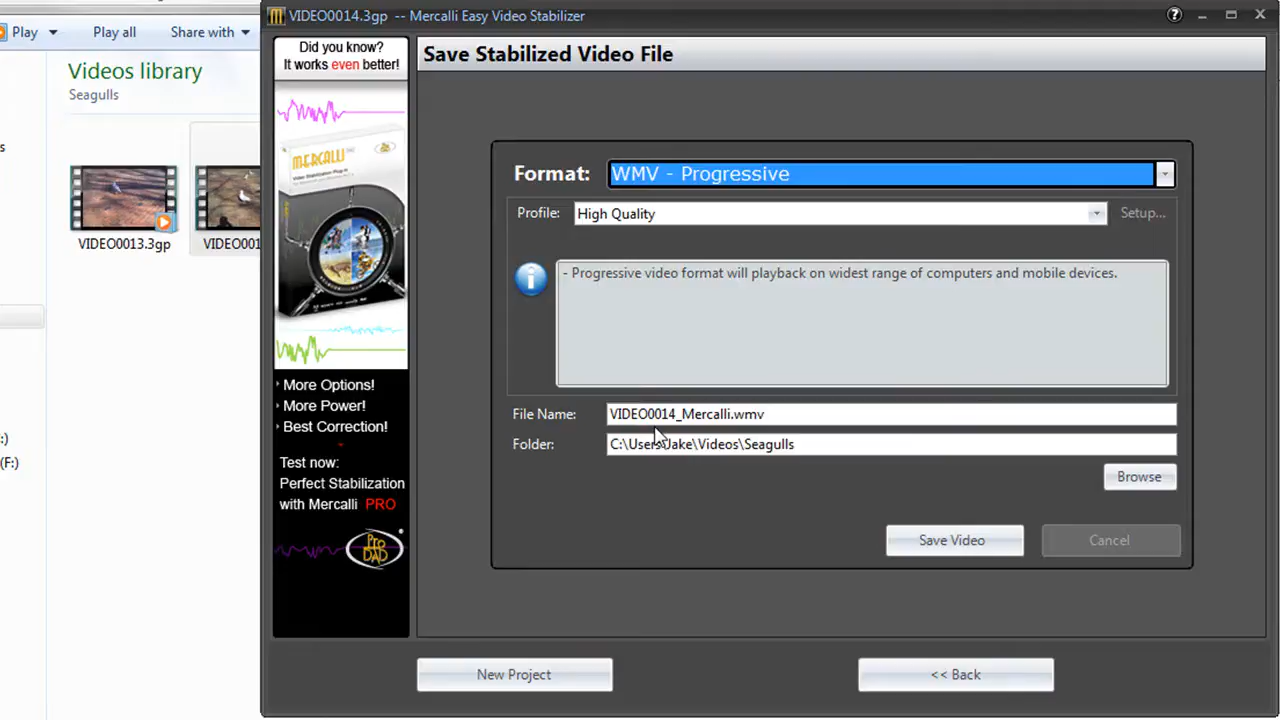 Play
Play all
Share with
Videos library
Seagulls
VIDEO0013.3gp
VIDEO001
s
:)
(F:)
VIDEO0014.3gp -- Mercalli Easy Video Stabilizer
?
Did you know?
It works even better!
MERCALLI
More Options!
More Power!
Best Correction!
Test now:
Perfect Stabilization
with Mercalli PRO
PRO
DAD
Save Stabilized Video File
Format: WMV - Progressive
Profile: High Quality Setup...
i
- Progressive video format will playback on widest range of computers and mobile devices.
File Name: VIDEO0014_Mercalli.wmv
Folder: C:\Users\Jake\Videos\Seagulls
Browse
Save Video Cancel
New Project << Back